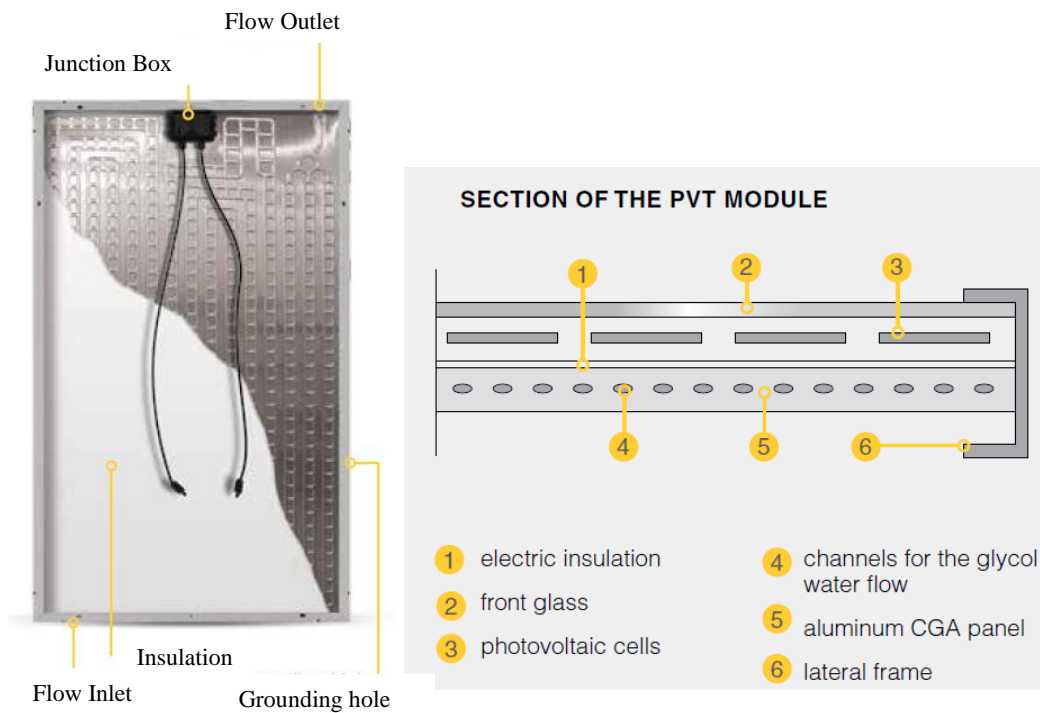 Flow Outlet
Junction Box
Insulation
Flow Inlet
Grounding hole
SECTION OF THE PVT MODULE
1
2
3
4
5
6
1 electric insulation
2 front glass
3 photovoltaic cells
4 channels for the glycol
water flow
5 aluminum CGA panel
6 lateral frame